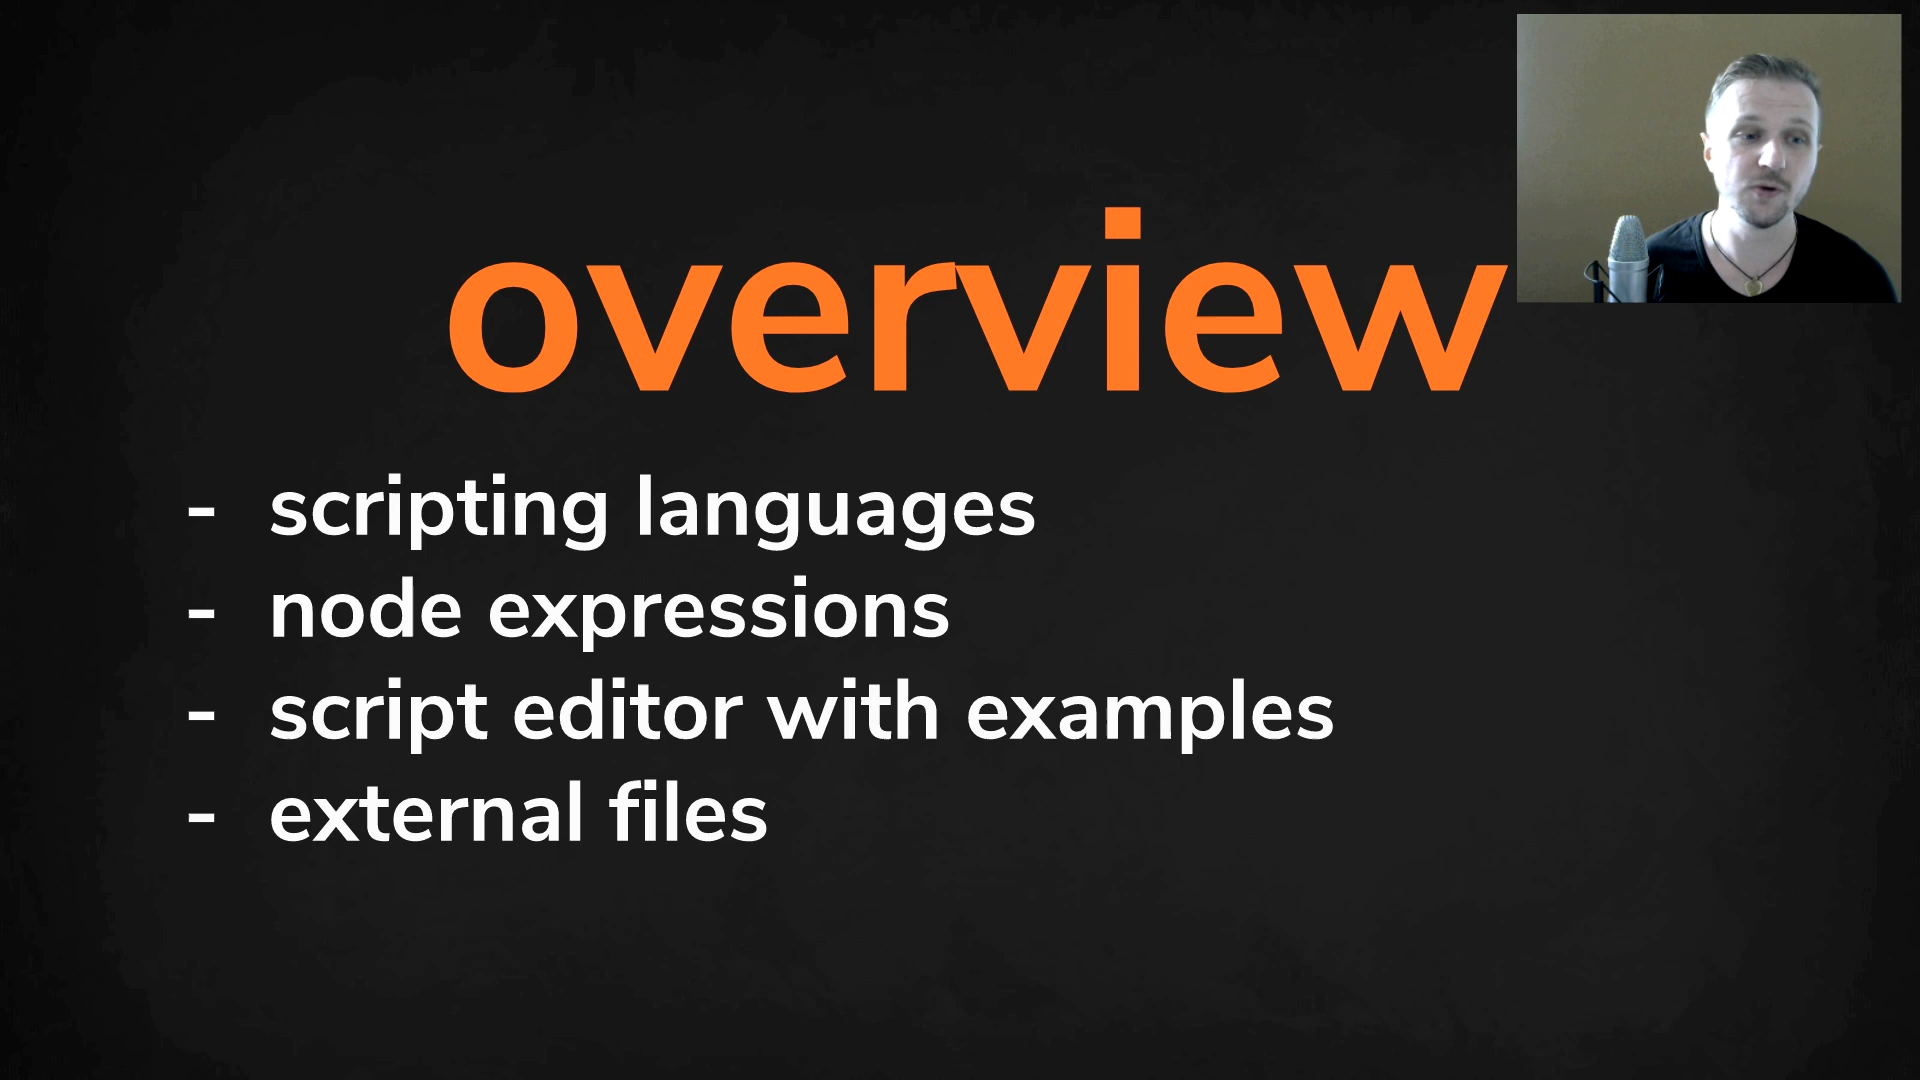 overview
- scripting languages
- node expressions
- script editor with examples
- external files